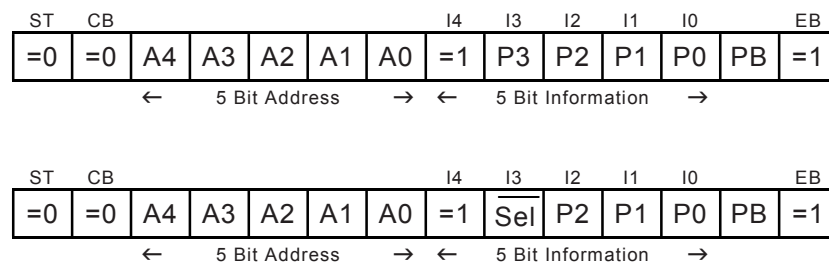 ST CB I4 I3 I2 I1 I0 EB
=0 =0 A4 A3 A2 A1 A0 =1 P3 P2 P1 P0 PB =1
← 5 Bit Address → ← 5 Bit Information →
ST CB I4 I3 I2 I1 I0 EB
=0 =0 A4 A3 A2 A1 A0 =1 S̅e̅l̅ P2 P1 P0 PB =1
← 5 Bit Address → ← 5 Bit Information →